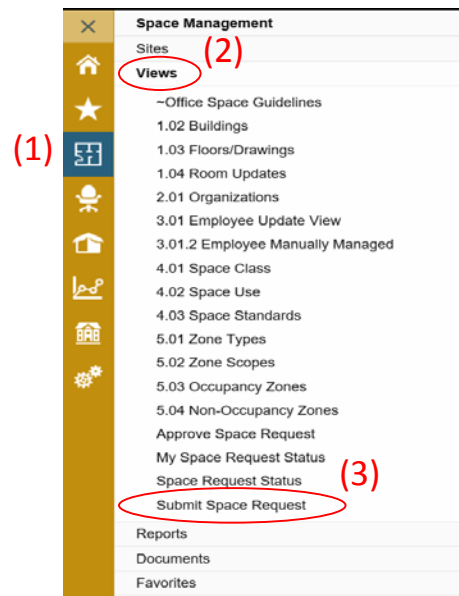 Space Management
Sites
(2)
Views
~Office Space Guidelines
1.02 Buildings
(1)
1.03 Floors/Drawings
1.04 Room Updates
2.01 Organizations
3.01 Employee Update View
3.01.2 Employee Manually Managed
4.01 Space Class
4.02 Space Use
4.03 Space Standards
5.01 Zone Types
5.02 Zone Scopes
5.03 Occupancy Zones
5.04 Non-Occupancy Zones
Approve Space Request
My Space Request Status
Space Request Status
(3)
Submit Space Request
Reports
Documents
Favorites